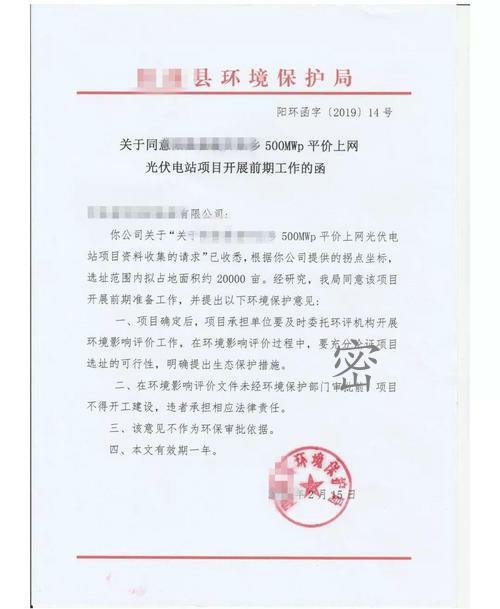 县环境保护局
阳环函字〔2019〕14号
关于同意 乡 500MWp 平价上网
光伏电站项目开展前期工作的函
有限公司：
你公司关于“关于 500MWp 平价上网光伏电
站项目资料收集的请求”已收悉，根据你公司提供的拐点坐标，
选址范围内拟占地面积约 20000 亩。经研究，我局同意该项目
开展前期准备工作，并提出以下环境保护意见：
一、项目确定后，项目承担单位要及时委托环评机构开展
环境影响评价工作，在环境影响评价过程中，要充分论证项目
选址的可行性，明确提出生态保护措施。
密
二、在环境影响评价文件未经环境保护部门审批前，项目
不得开工建设，违者承担相应法律责任。
三、该意见不作为环保审批依据。
四、本文有效期一年。
环境保护局
年2月15日